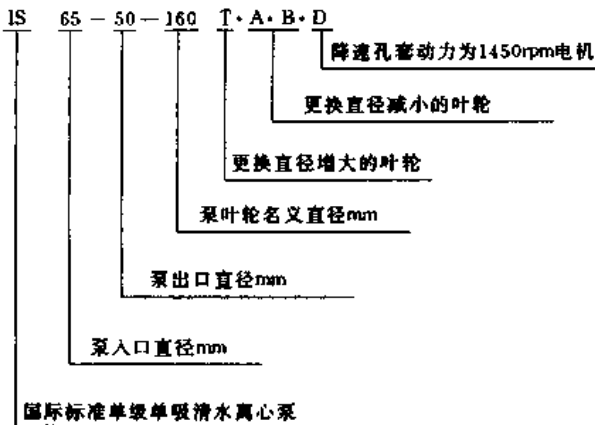 IS 65-50-160 T·A·B·D
降速孔套动力为1450rpm电机
更换直径减小的叶轮
更换直径增大的叶轮
泵叶轮名义直径mm
泵出口直径mm
泵入口直径mm
国际标准单级单吸清水离心泵